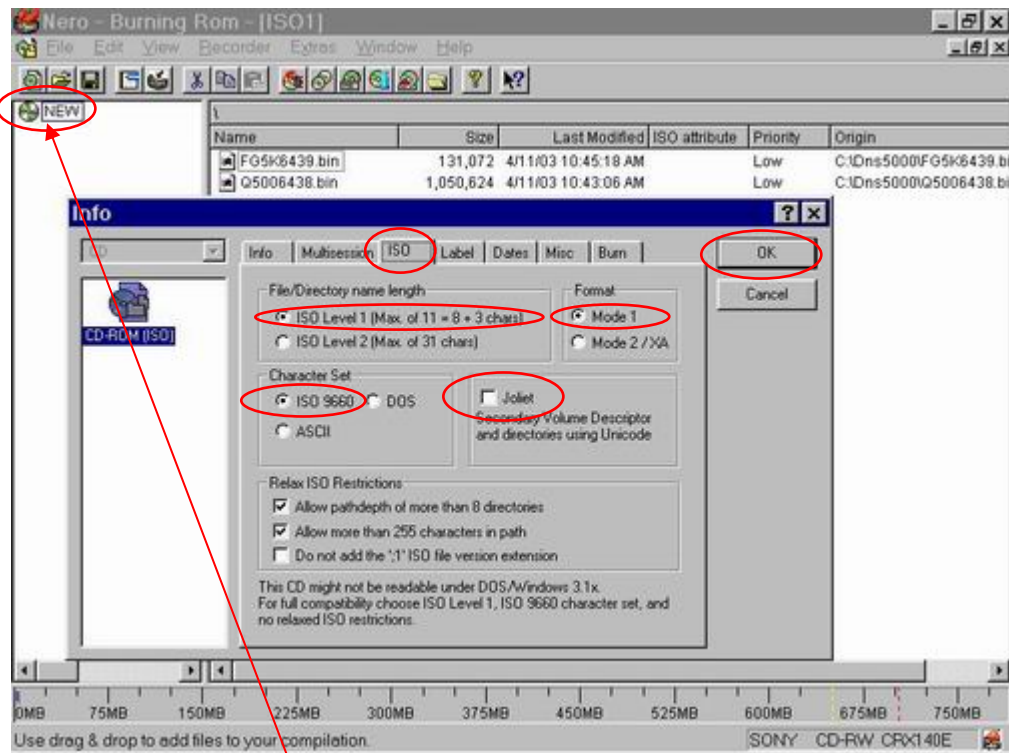 Nero - Burning Rom - [ISO1]
File Edit View Recorder Extras Window Help
NEW
\
Name Size Last Modified ISO attribute Priority Origin
FG5K6439.bin 131,072 4/11/03 10:45:18 AM Low C:\Dns5000\FG5K6439.bi
Q5006438.bin 1,050,624 4/11/03 10:43:06 AM Low C:\Dns5000\Q5006438.bi
Info
CD
Info Multisession ISO Label Dates Misc Burn
OK
Cancel
CD-ROM (ISO)
File/Directory name length
ISO Level 1 (Max. of 11 = 8 + 3 chars)
ISO Level 2 (Max. of 31 chars)
Format
Mode 1
Mode 2 / XA
Character Set
ISO 9660 DOS
ASCII
Joliet
Secondary Volume Descriptor
and directories using Unicode
Relax ISO Restrictions
Allow pathdepth of more than 8 directories
Allow more than 255 characters in path
Do not add the ';1' ISO file version extension
This CD might not be readable under DOS/Windows 3.1x.
For full compatibility choose ISO Level 1, ISO 9660 character set, and
no relaxed ISO restrictions.
0MB 75MB 150MB 225MB 300MB 375MB 450MB 525MB 600MB 675MB 750MB
Use drag & drop to add files to your compilation. SONY CD-RW CRX140E